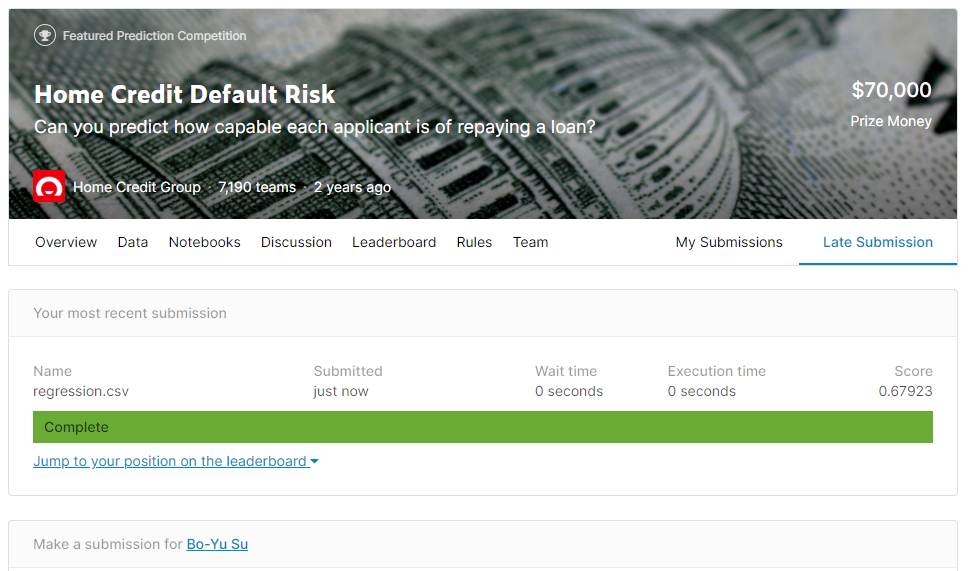 Featured Prediction Competition
Home Credit Default Risk
Can you predict how capable each applicant is of repaying a loan?
$70,000
Prize Money
Home Credit Group · 7,190 teams · 2 years ago
Overview Data Notebooks Discussion Leaderboard Rules Team My Submissions Late Submission
Your most recent submission
Name Submitted Wait time Execution time Score
regression.csv just now 0 seconds 0 seconds 0.67923
Complete
Jump to your position on the leaderboard
Make a submission for Bo-Yu Su